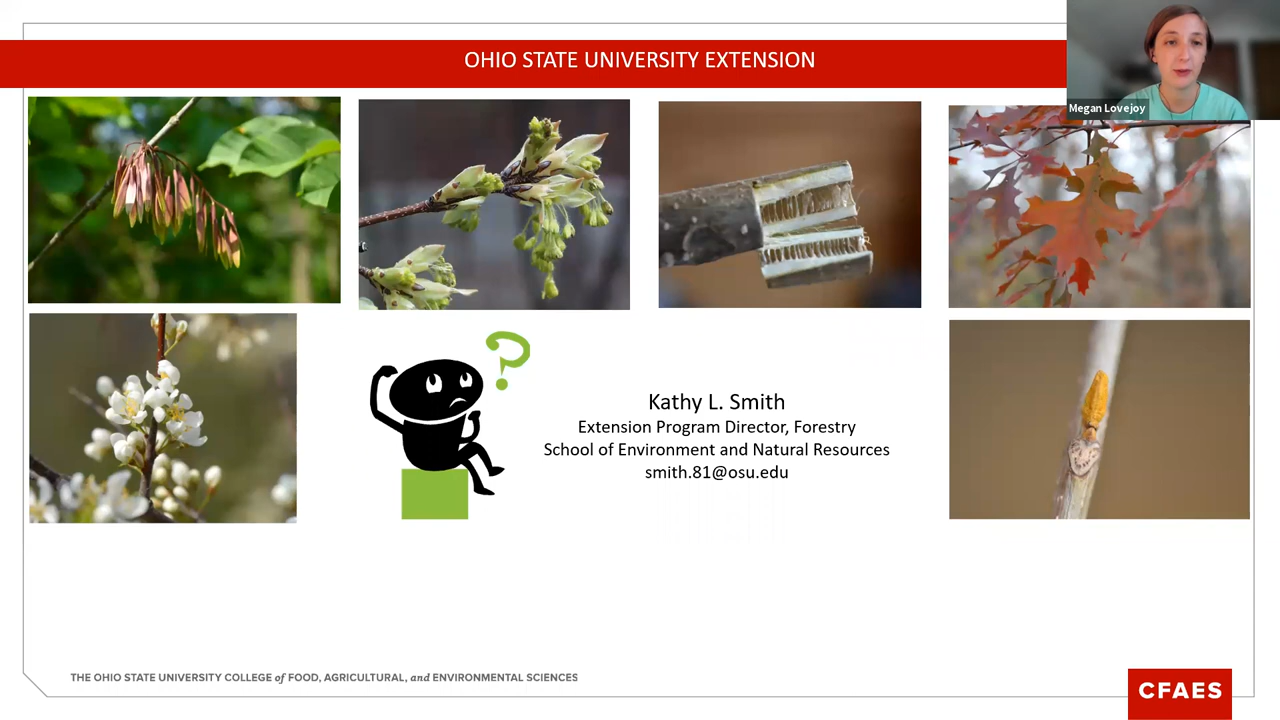 OHIO STATE UNIVERSITY EXTENSION
Megan Lovejoy
?
Kathy L. Smith
Extension Program Director, Forestry
School of Environment and Natural Resources
smith.81@osu.edu
THE OHIO STATE UNIVERSITY COLLEGE of FOOD, AGRICULTURAL, and ENVIRONMENTAL SCIENCES
CFAES